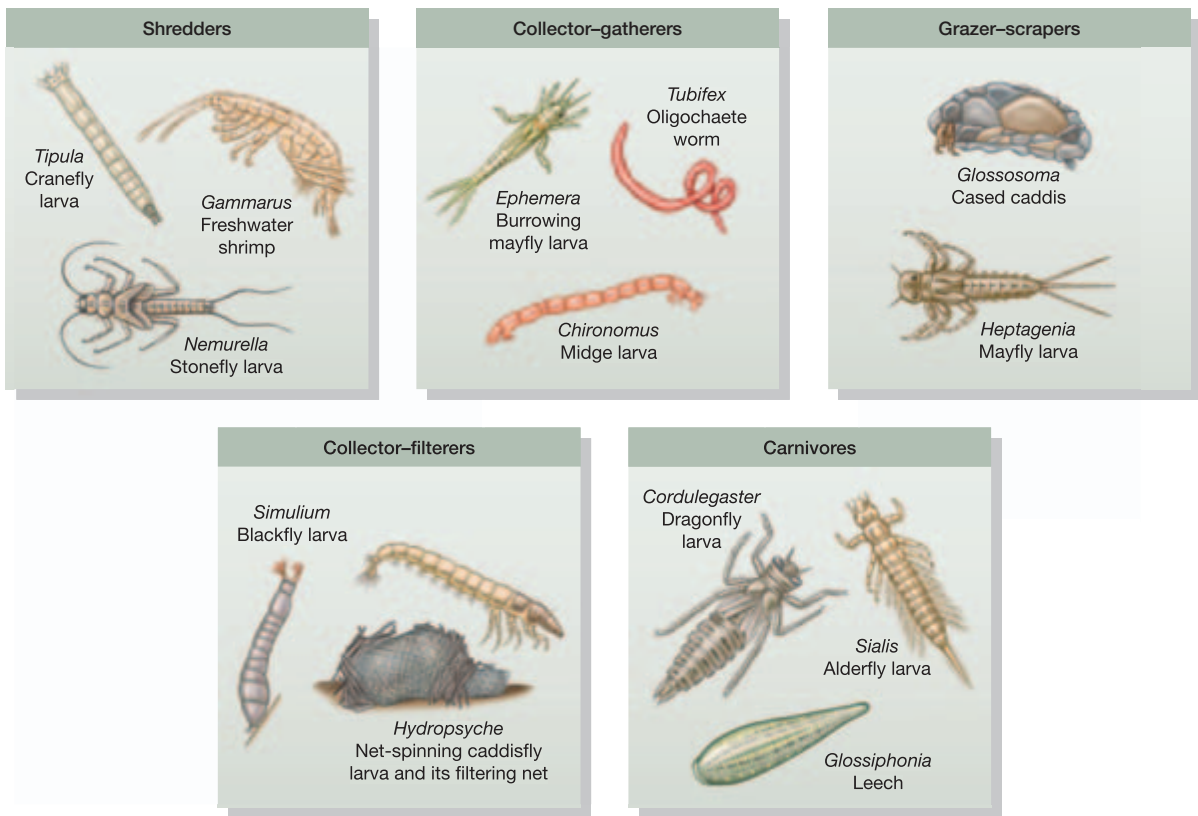 Shredders
Tipula
Cranefly
larva
Gammarus
Freshwater
shrimp
Nemurella
Stonefly larva
Collector–gatherers
Tubifex
Oligochaete
worm
Ephemera
Burrowing
mayfly larva
Chironomus
Midge larva
Grazer–scrapers
Glossosoma
Cased caddis
Heptagenia
Mayfly larva
Collector–filterers
Simulium
Blackfly larva
Hydropsyche
Net-spinning caddisfly
larva and its filtering net
Carnivores
Cordulegaster
Dragonfly
larva
Sialis
Alderfly larva
Glossiphonia
Leech